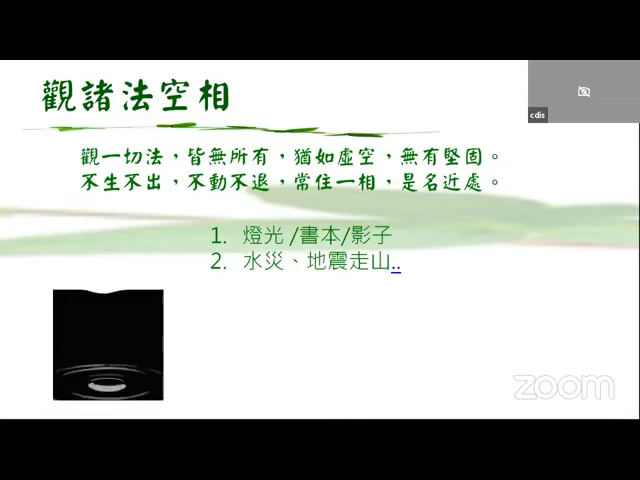 觀諸法空相
cdis
觀一切法，皆無所有，猶如虛空，無有堅固。
不生不出，不動不退，常住一相，是名近處。
1. 燈光 /書本/影子
2. 水災、地震走山..
zoom